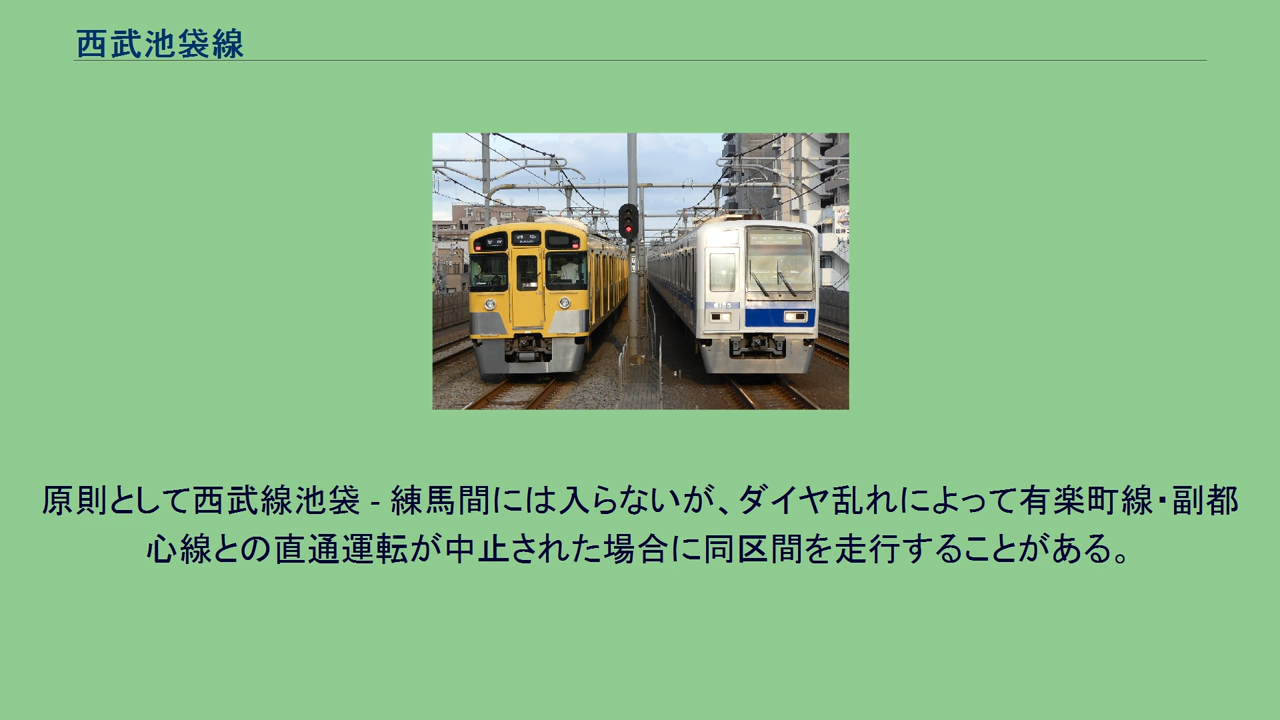 西武池袋線
原則として西武線池袋 - 練馬間には入らないが、ダイヤ乱れによって有楽町線・副都
心線との直通運転が中止された場合に同区間を走行することがある。